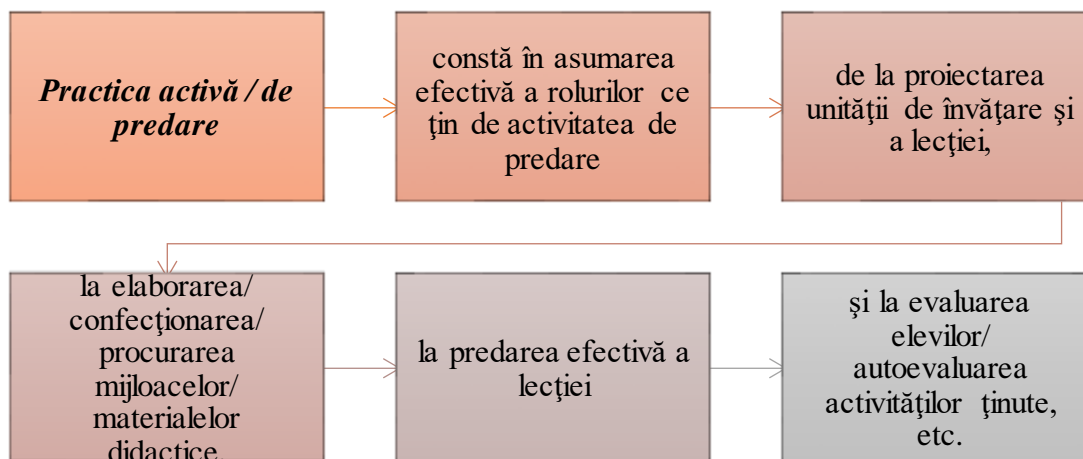 Practica activă / de
predare
constă în asumarea
efectivă a rolurilor ce
ţin de activitatea de
predare
de la proiectarea
unităţii de învăţare şi
a lecţiei,
la elaborarea/
confecţionarea/
procurarea
mijloacelor/
materialelor
didactice
la predarea efectivă a
lecţiei
şi la evaluarea
elevilor/
autoevaluarea
activităţilor ţinute,
etc.